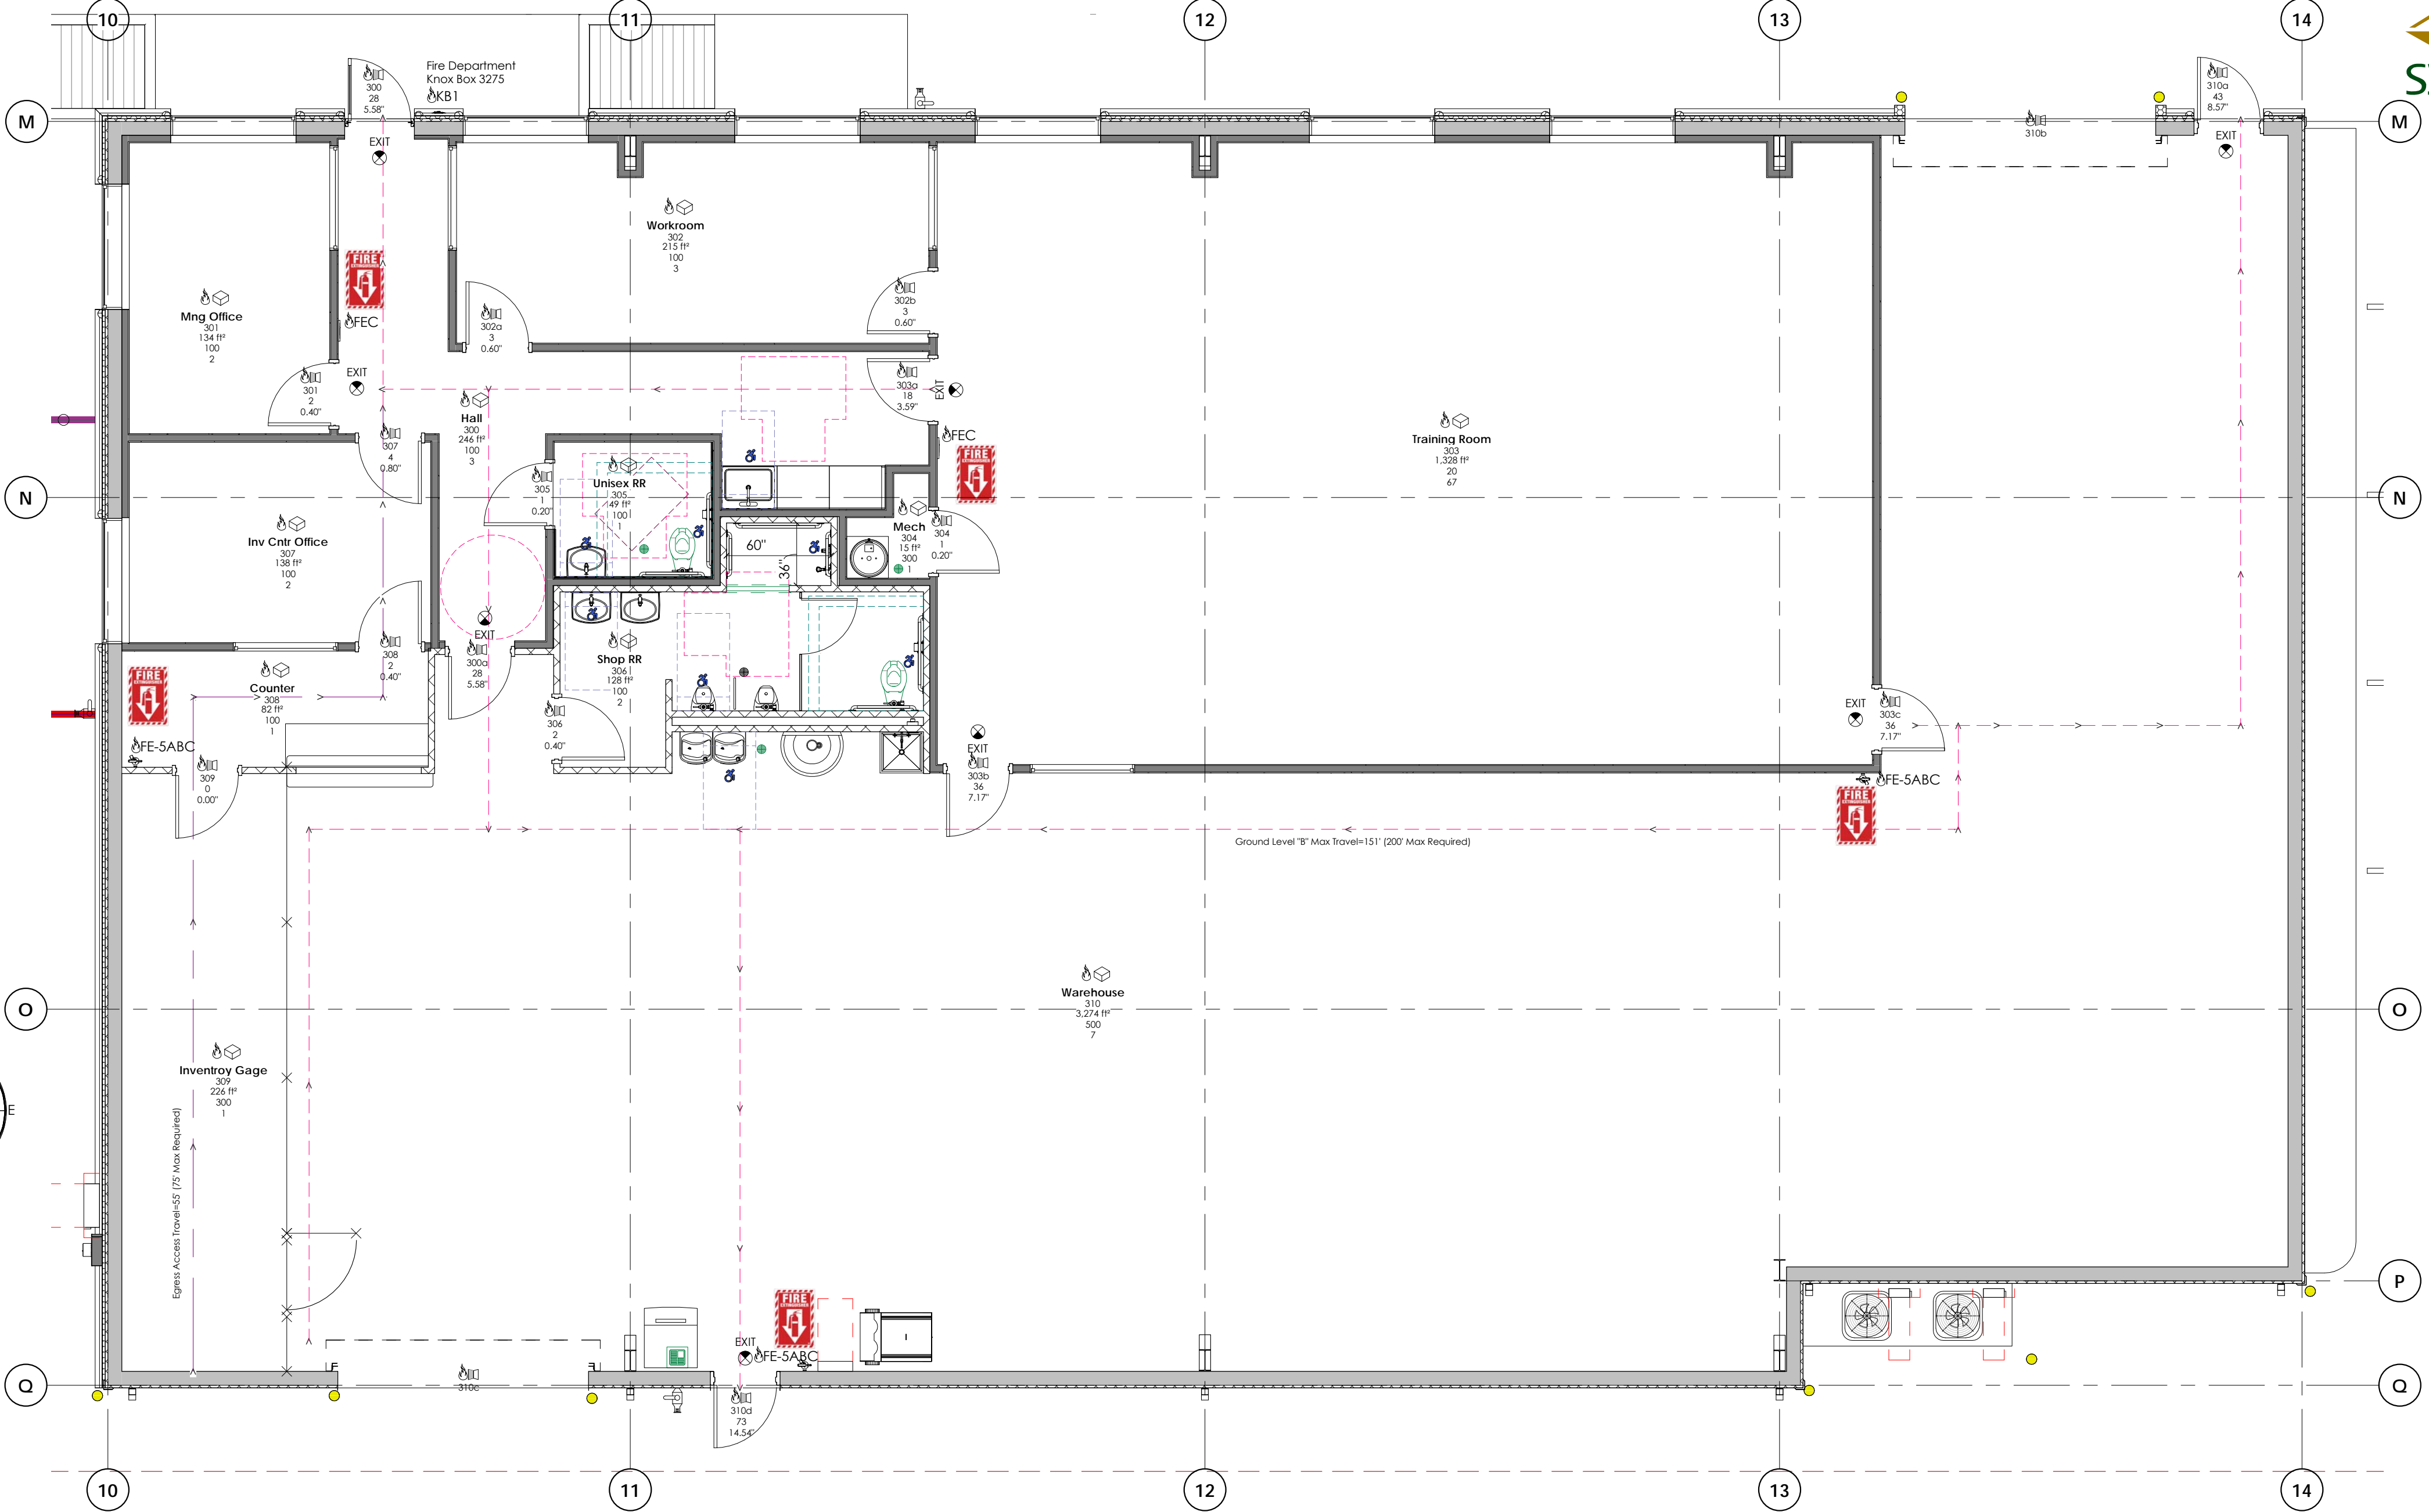 10
11
12
13
14
Fire Department
Knox Box 3275
KB1
300
28
5.58"
310a
43
8.57"
M
M
310b
EXIT
EXIT
Workroom
302
215 ft²
100
3
FIRE
EXTINGUISHER
FEC
Mng Office
301
134 ft²
100
2
302a
3
0.60"
302b
3
0.60"
EXIT
301
2
0.40"
303a
18
3.59"
EXIT
Hall
300
246 ft²
100
3
307
4
0.80"
FEC
FIRE
EXTINGUISHER
Training Room
303
1,328 ft²
20
67
N
N
305
1
0.20"
Unisex RR
305
49 ft²
100
1
Mech
304
15 ft²
300
1
304
1
0.20"
60"
36"
Inv Cntr Office
307
138 ft²
100
2
EXIT
300a
28
5.58"
308
2
0.40"
Shop RR
306
128 ft²
100
2
FIRE
EXTINGUISHER
Counter
308
82 ft²
100
1
FE-5ABC
309
0
0.00"
306
2
0.40"
EXIT
303b
36
7.17"
EXIT
303c
36
7.17"
FE-5ABC
FIRE
EXTINGUISHER
Ground Level "B" Max Travel=151' (200' Max Required)
Warehouse
310
3,274 ft²
500
7
O
O
Inventroy Gage
309
226 ft²
300
1
E
Egress Access Travel=55' (75' Max Required)
P
FIRE
EXTINGUISHER
EXIT
FE-5ABC
310c
Q
Q
310d
73
14.54"
10
11
12
13
14